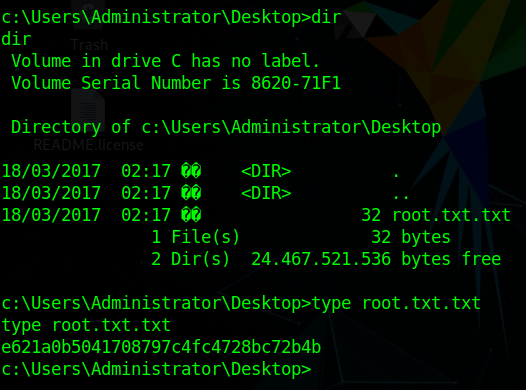 c:\Users\Administrator\Desktop>dir
dir
 Volume in drive C has no label.
 Volume Serial Number is 8620-71F1

 Directory of c:\Users\Administrator\Desktop

18/03/2017  02:17 ��    <DIR>          .
18/03/2017  02:17 ��    <DIR>          ..
18/03/2017  02:17 ��                32 root.txt.txt
               1 File(s)             32 bytes
               2 Dir(s)  24.467.521.536 bytes free

c:\Users\Administrator\Desktop>type root.txt.txt
type root.txt.txt
e621a0b5041708797c4fc4728bc72b4b
c:\Users\Administrator\Desktop>
Trash
README.license